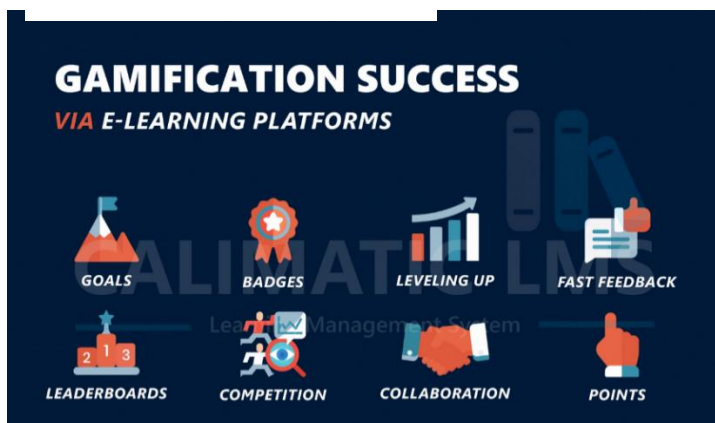 GAMIFICATION SUCCESS
VIA E-LEARNING PLATFORMS
GOALS
BADGES
LEVELING UP
FAST FEEDBACK
CALIMATIC LMS
Learning Management System
2 1 3
LEADERBOARDS
COMPETITION
COLLABORATION
POINTS